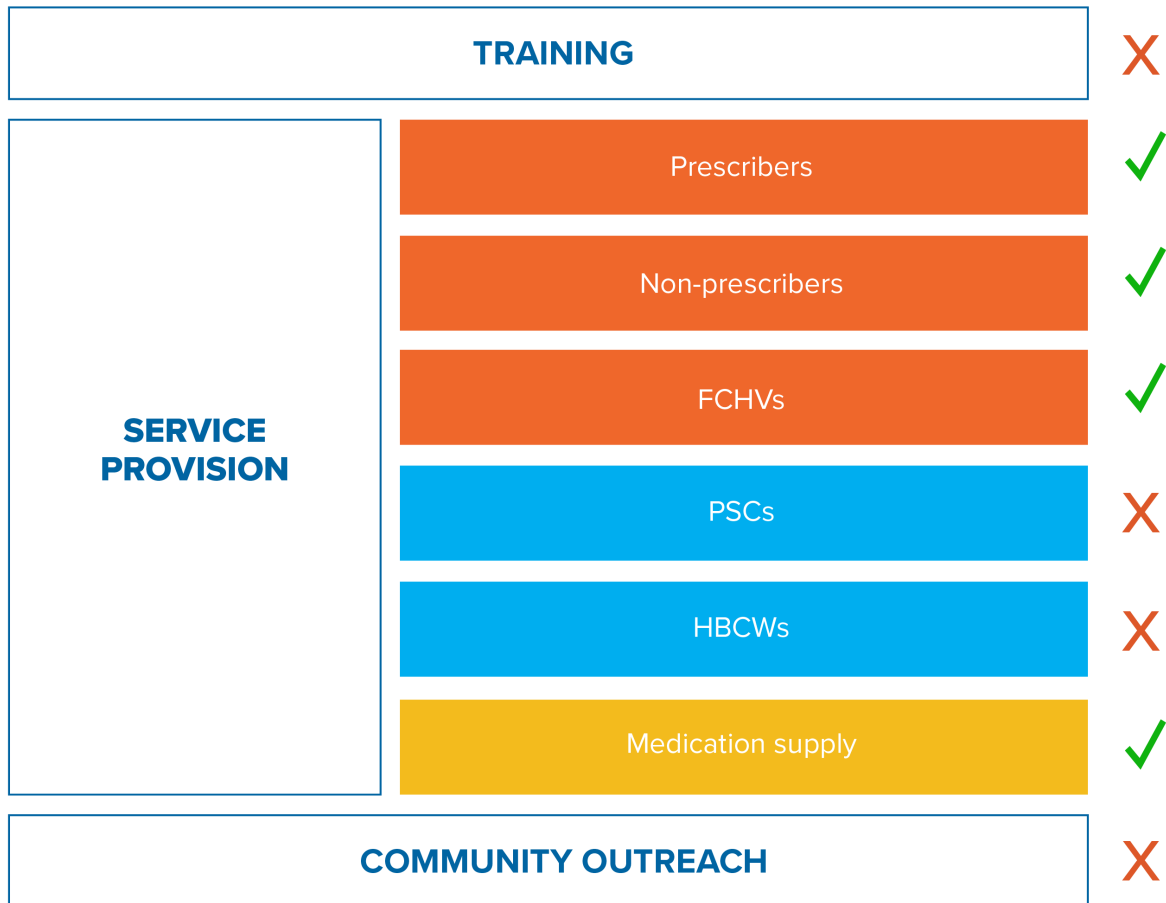 TRAINING
Prescribers
Non-prescribers
FCHVs
SERVICE
PROVISION
PSCs
HBCWs
Medication supply
COMMUNITY OUTREACH